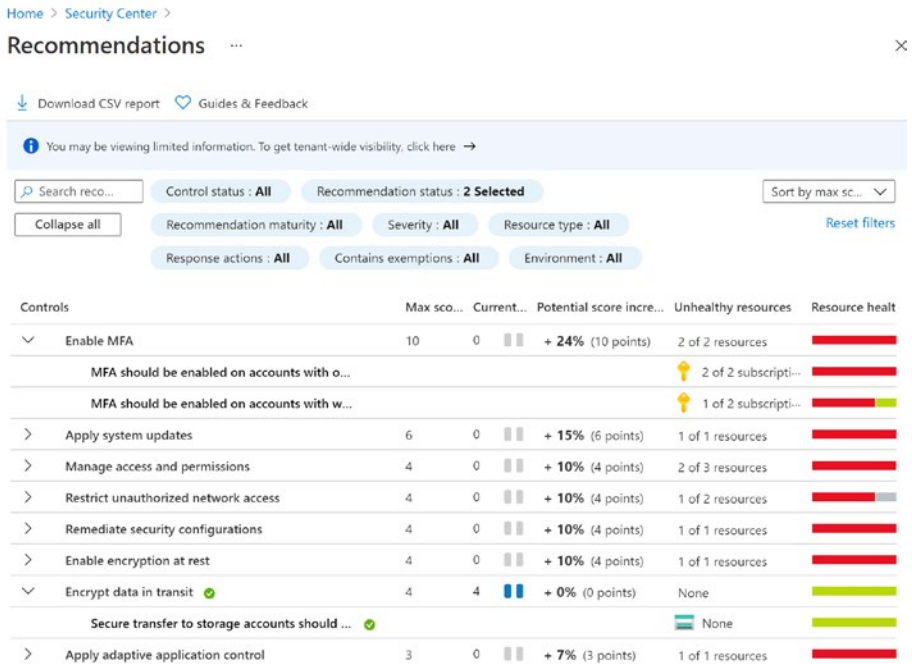 Home > Security Center >
Recommendations ...
Download CSV report Guides & Feedback
You may be viewing limited information. To get tenant-wide visibility, click here →
Search reco... Control status : All Recommendation status : 2 Selected Sort by max sc...
Collapse all Recommendation maturity : All Severity : All Resource type : All Reset filters
Response actions : All Contains exemptions : All Environment : All
Controls Max sco... Current... Potential score incre... Unhealthy resources Resource healt
Enable MFA 10 0 + 24% (10 points) 2 of 2 resources
MFA should be enabled on accounts with o... 2 of 2 subscripti...
MFA should be enabled on accounts with w... 1 of 2 subscripti...
Apply system updates 6 0 + 15% (6 points) 1 of 1 resources
Manage access and permissions 4 0 + 10% (4 points) 2 of 3 resources
Restrict unauthorized network access 4 0 + 10% (4 points) 1 of 2 resources
Remediate security configurations 4 0 + 10% (4 points) 1 of 1 resources
Enable encryption at rest 4 0 + 10% (4 points) 1 of 1 resources
Encrypt data in transit 4 4 + 0% (0 points) None
Secure transfer to storage accounts should ... None
Apply adaptive application control 3 0 + 7% (3 points) 1 of 1 resources